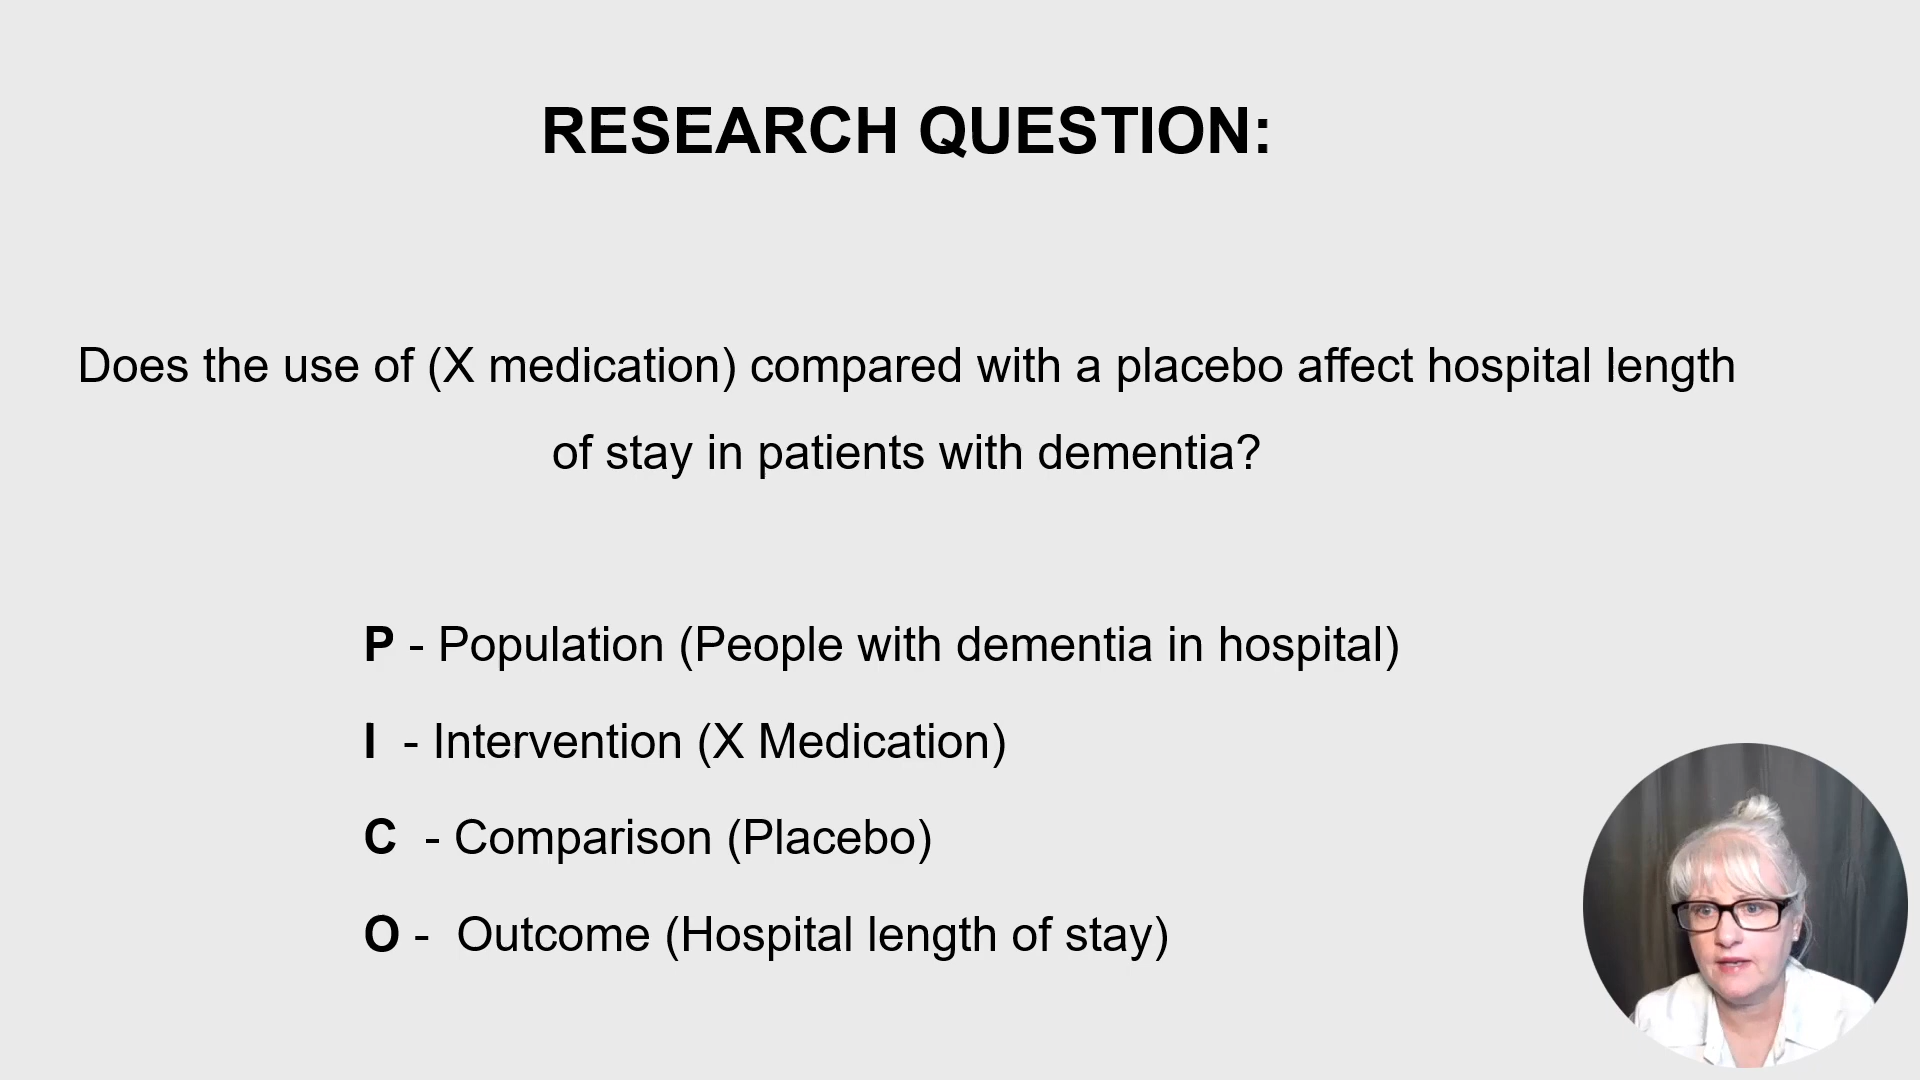 RESEARCH QUESTION:
Does the use of (X medication) compared with a placebo affect hospital length
of stay in patients with dementia?
P - Population (People with dementia in hospital)
I - Intervention (X Medication)
C - Comparison (Placebo)
O - Outcome (Hospital length of stay)